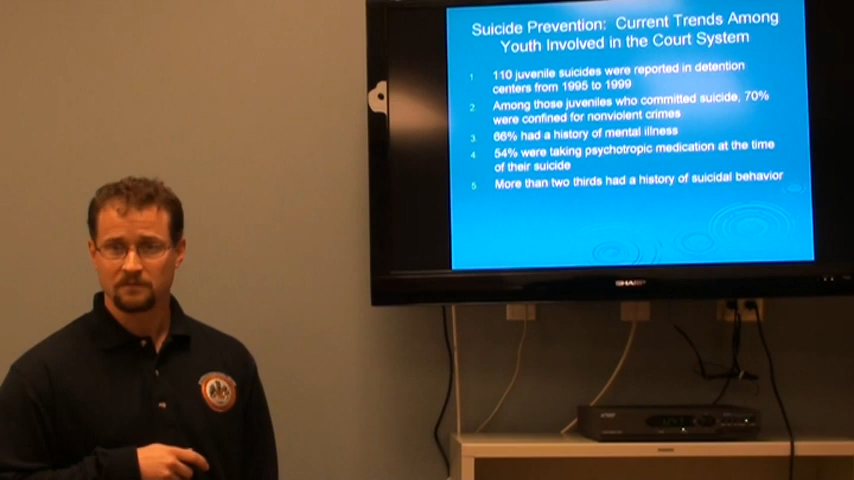 Suicide Prevention: Current Trends Among
Youth Involved in the Court System
1 110 juvenile suicides were reported in detention
centers from 1995 to 1999
2 Among those juveniles who committed suicide, 70%
were confined for nonviolent crimes
3 66% had a history of mental illness
4 54% were taking psychotropic medication at the time
of their suicide
5 More than two thirds had a history of suicidal behavior
SHARP